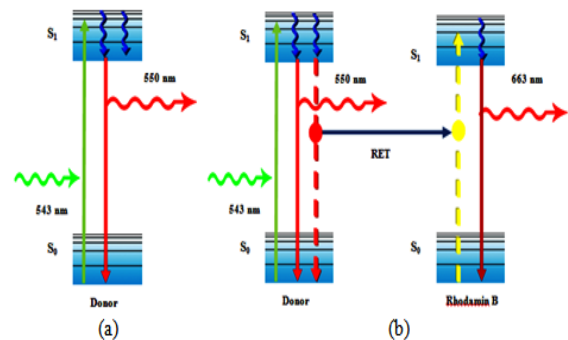 S1
550 nm
543 nm
S0
Donor
(a)
S1
550 nm
RET
543 nm
S0
Donor
S1
663 nm
S0
Rhodamin B
(b)